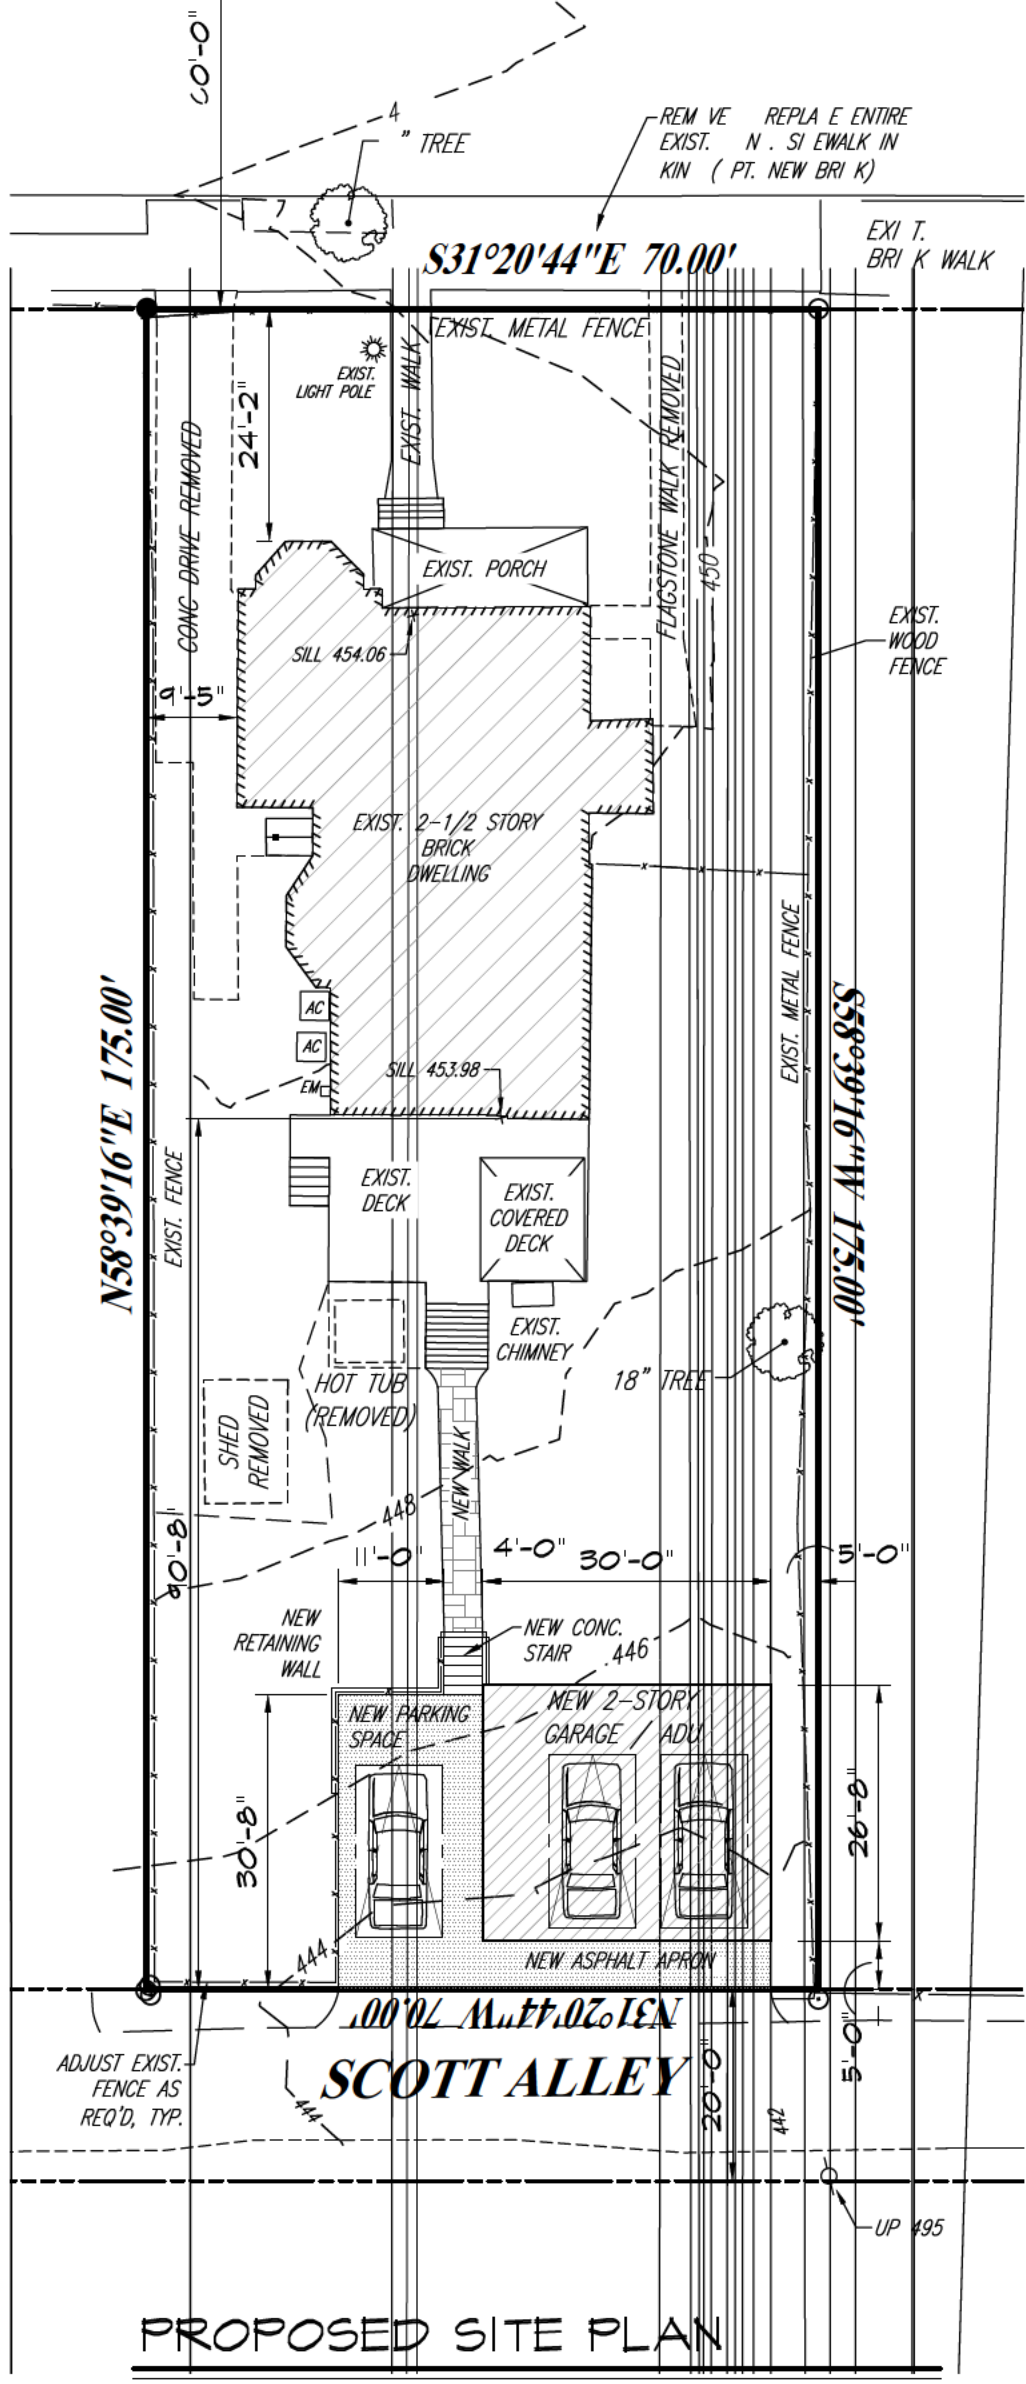 60'-0"
4
" TREE
REM VE REPLA E ENTIRE
EXIST. N . SI EWALK IN
KIN ( PT. NEW BRI K)
EXI T.
BRI K WALK
S31°20'44"E 70.00'
EXIST. METAL FENCE
EXIST.
LIGHT POLE
EXIST. WALK
24'-2"
CONC DRIVE REMOVED
FLAGSTONE WALK REMOVED
450
EXIST. PORCH
SILL 454.06
EXIST.
WOOD
FENCE
9'-5"
EXIST. 2-1/2 STORY
BRICK
DWELLING
EXIST. METAL FENCE
N58°39'16"E 175.00'
S58°39'16"W 175.00'
AC
AC
EM
SILL 453.98
EXIST. FENCE
EXIST.
DECK
EXIST.
COVERED
DECK
EXIST.
CHIMNEY
18" TREE
HOT TUB
(REMOVED)
SHED
REMOVED
NEW WALK
448
90'-8"
11'-0"
4'-0"
30'-0"
5'-0"
NEW
RETAINING
WALL
NEW CONC.
STAIR
446
NEW PARKING
SPACE
NEW 2-STORY
GARAGE / ADU
30'-8"
26'-8"
444
NEW ASPHALT APRON
N31°20'44"W 70.00'
SCOTT ALLEY
20'-0"
5'-0"
ADJUST EXIST.
FENCE AS
REQ'D, TYP.
444
442
UP 495
PROPOSED SITE PLAN